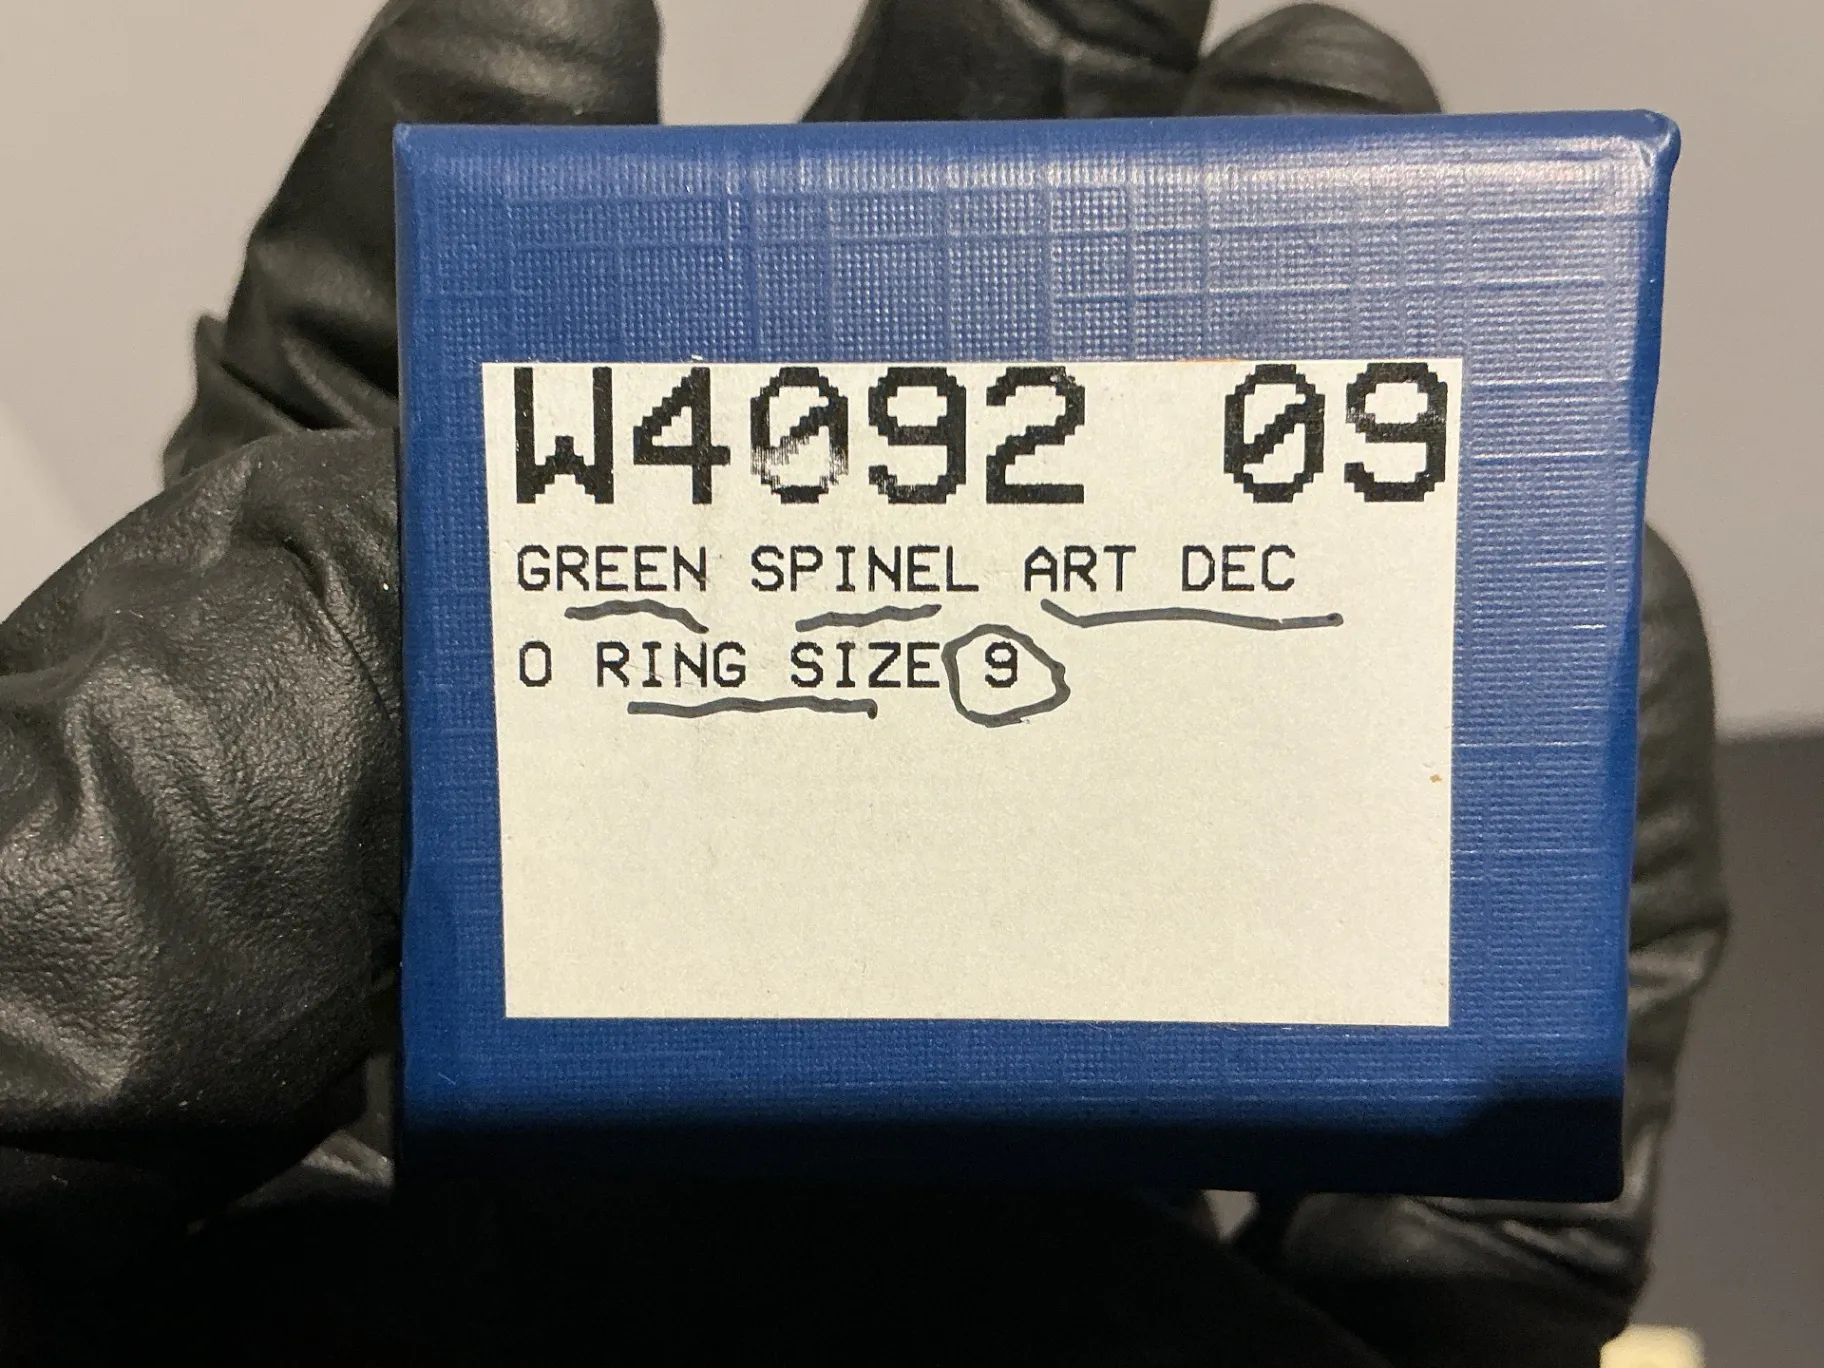 W4092 09
GREEN SPINEL ART DEC
O RING SIZE 9